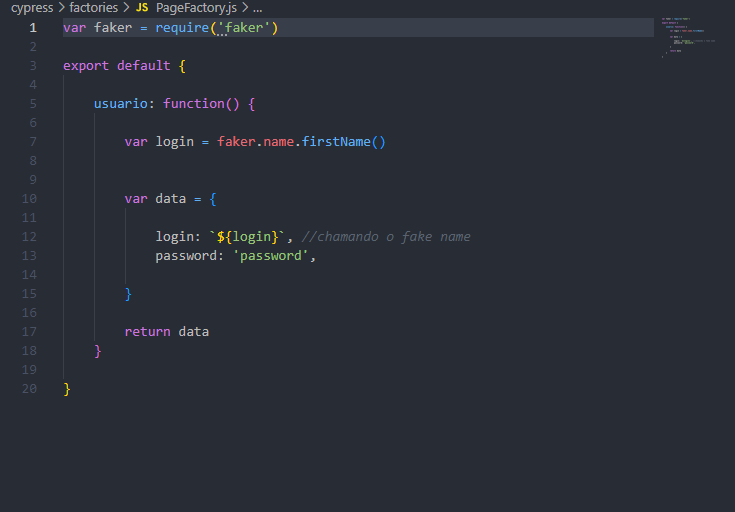 cypress > factories > JS PageFactory.js > ...
1 var faker = require('faker')
2
3 export default {
4
5 usuario: function() {
6
7 var login = faker.name.firstName()
8
9
10 var data = {
11
12 login: `${login}`, //chamando o fake name
13 password: 'password',
14
15 }
16
17 return data
18 }
19
20 }